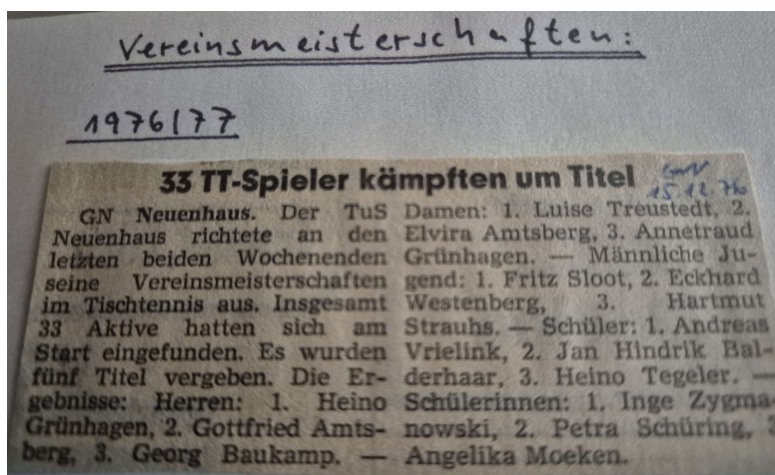 Vereinsmeisterschaften:
1976/77
33 TT-Spieler kämpften um Titel
GN
15.12.76
GN Neuenhaus. Der TuS
Neuenhaus richtete an den
letzten beiden Wochenenden
seine Vereinsmeisterschaften
im Tischtennis aus. Insgesamt
33 Aktive hatten sich am
Start eingefunden. Es wurden
fünf Titel vergeben. Die Er-
gebnisse: Herren: 1. Heino
Grünhagen, 2. Gottfried Amts-
berg, 3. Georg Baukamp. —
Damen: 1. Luise Treustedt, 2.
Elvira Amtsberg, 3. Annetraud
Grünhagen. — Männliche Ju-
gend: 1. Fritz Sloot, 2. Eckhard
Westenberg, 3. Hartmut
Strauhs. — Schüler: 1. Andreas
Vrielink, 2. Jan Hindrik Bal-
derhaar, 3. Heino Tegeler. —
Schülerinnen: 1. Inge Zygma-
nowski, 2. Petra Schüring, 3
Angelika Moeken.